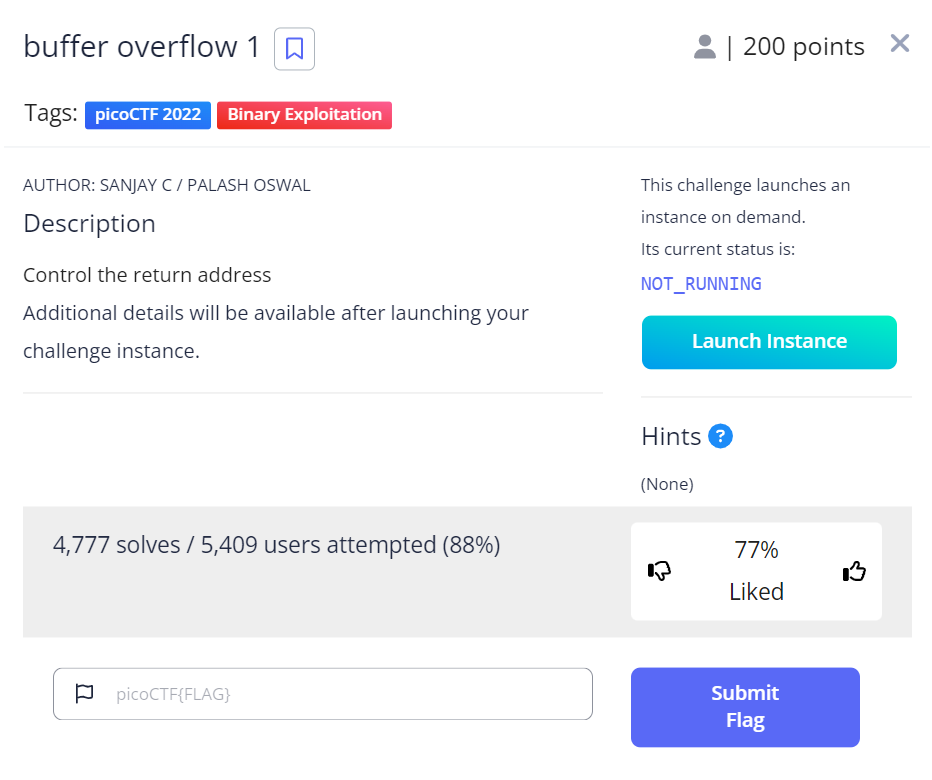 buffer overflow 1
| 200 points
Tags: picoCTF 2022 Binary Exploitation
AUTHOR: SANJAY C / PALASH OSWAL
Description
Control the return address
Additional details will be available after launching your
challenge instance.
This challenge launches an
instance on demand.
Its current status is:
NOT_RUNNING
Launch Instance
Hints ?
(None)
4,777 solves / 5,409 users attempted (88%)
77%
Liked
picoCTF{FLAG}
Submit
Flag